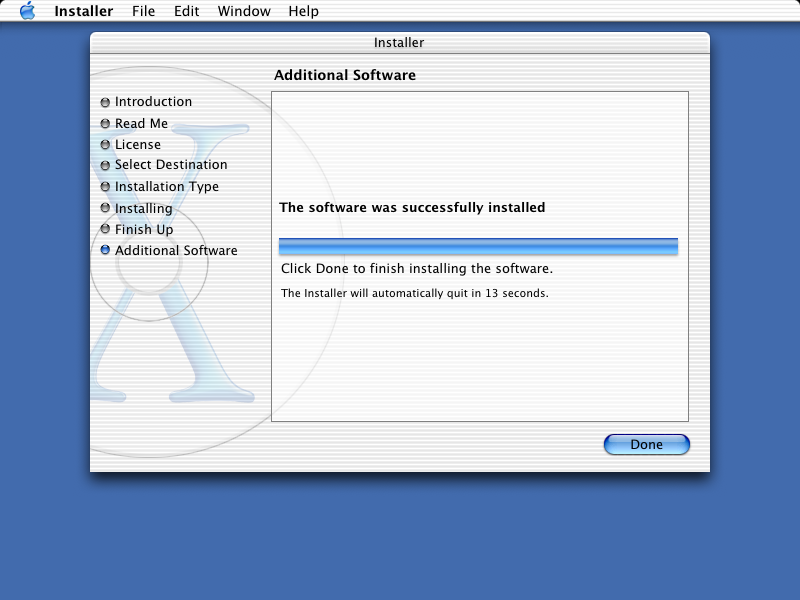 Installer File Edit Window Help
Installer
Additional Software
Introduction
Read Me
License
Select Destination
Installation Type
Installing
Finish Up
Additional Software
The software was successfully installed
Click Done to finish installing the software.
The Installer will automatically quit in 13 seconds.
Done